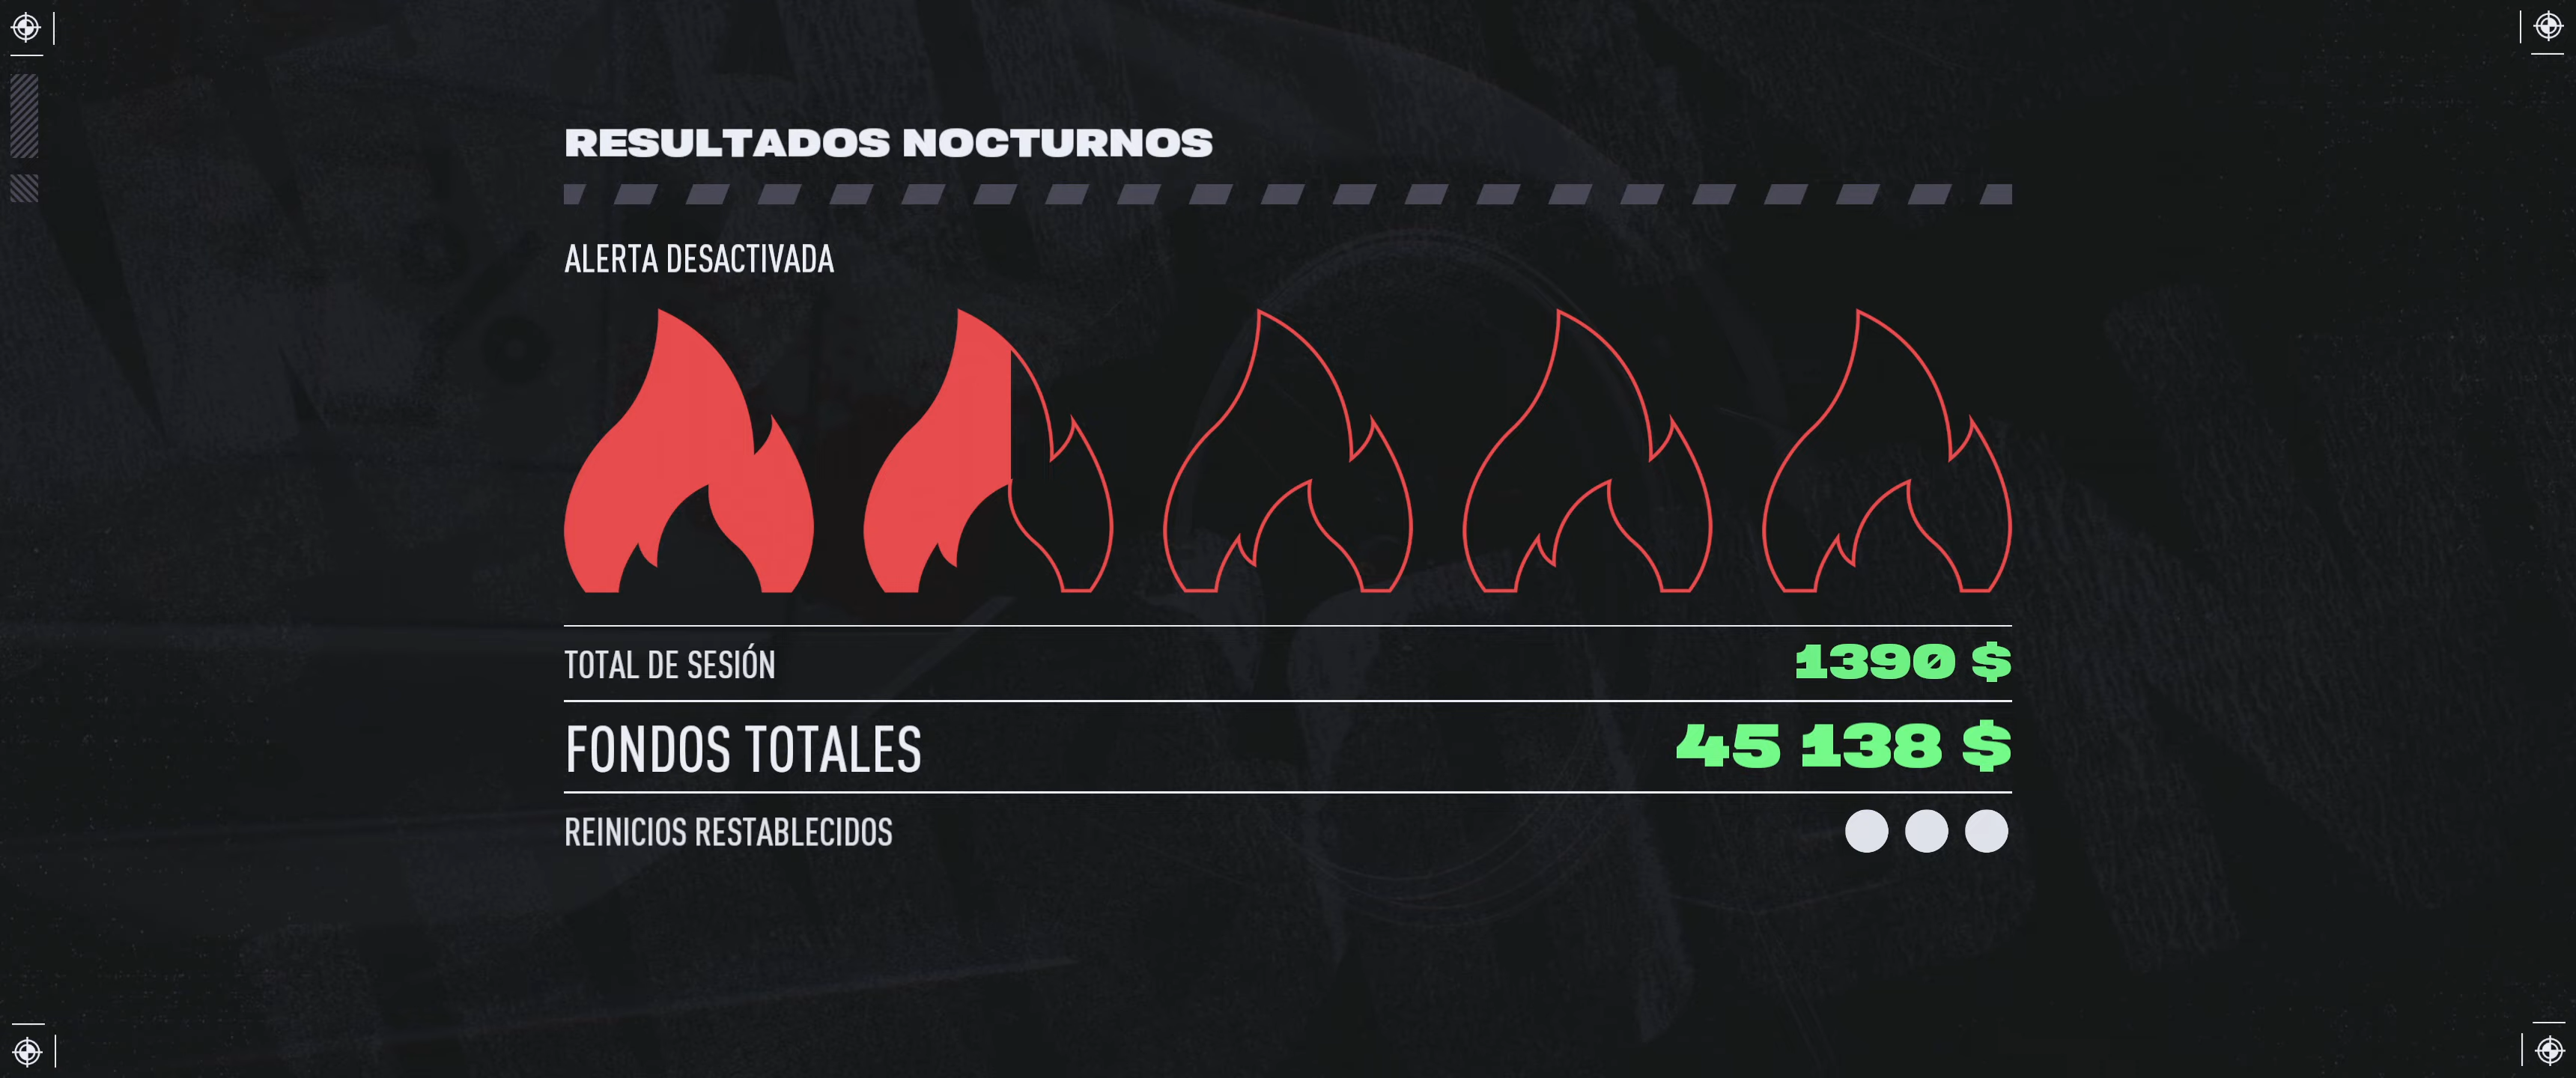 RESULTADOS NOCTURNOS
ALERTA DESACTIVADA
TOTAL DE SESIÓN 1390 $
FONDOS TOTALES 45 138 $
REINICIOS RESTABLECIDOS